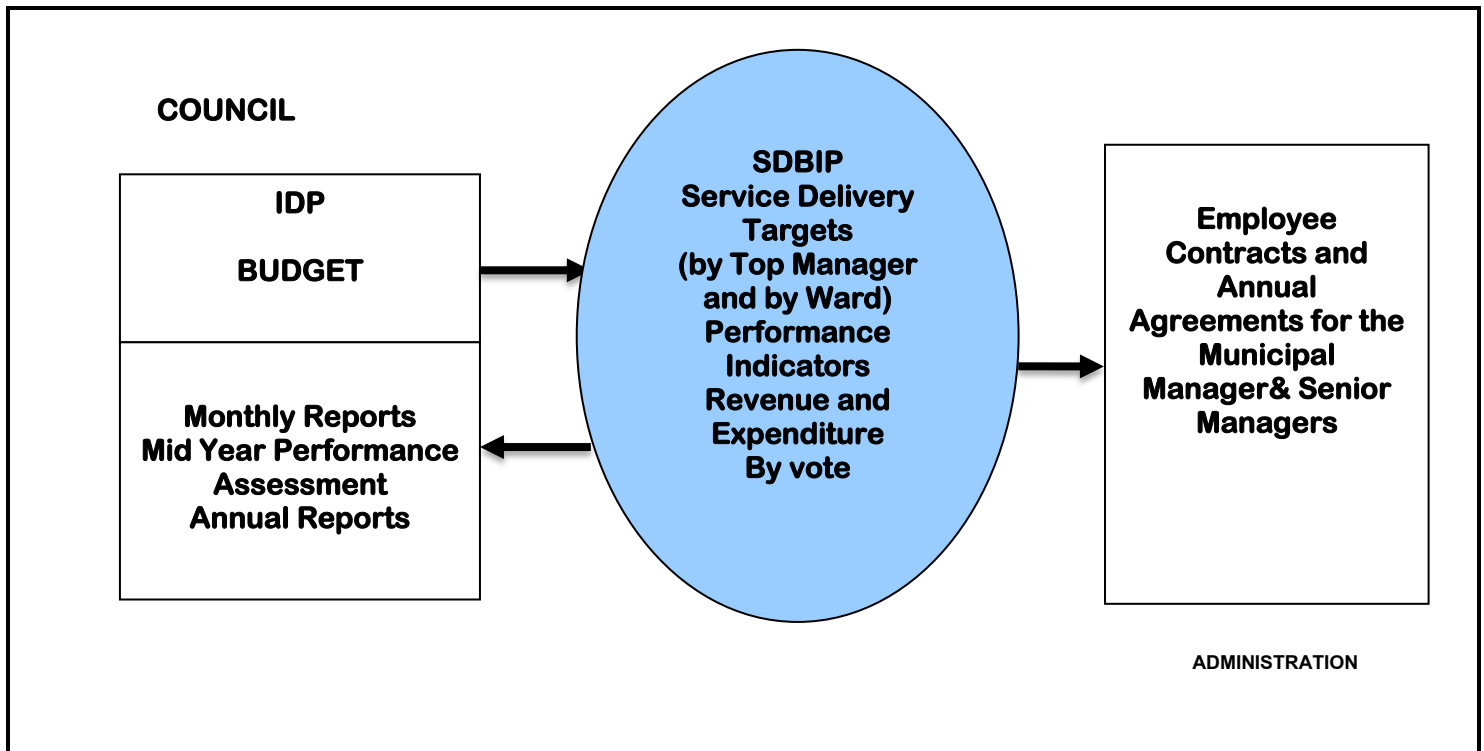 COUNCIL
IDP
BUDGET
Monthly Reports
Mid Year Performance
Assessment
Annual Reports
SDBIP
Service Delivery
Targets
(by Top Manager
and by Ward)
Performance
Indicators
Revenue and
Expenditure
By vote
Employee
Contracts and
Annual
Agreements for the
Municipal
Manager& Senior
Managers
ADMINISTRATION